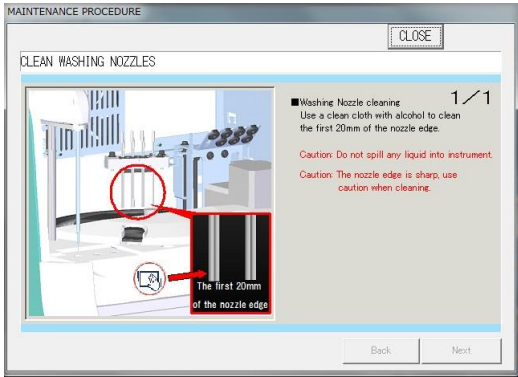 MAINTENANCE PROCEDURE
CLOSE
CLEAN WASHING NOZZLES
1/1
■Washing Nozzle cleaning
Use a clean cloth with alcohol to clean
the first 20mm of the nozzle edge.
Caution: Do not spill any liquid into instrument.
Caution: The nozzle edge is sharp, use
caution when cleaning.
The first 20mm
of the nozzle edge
Back
Next